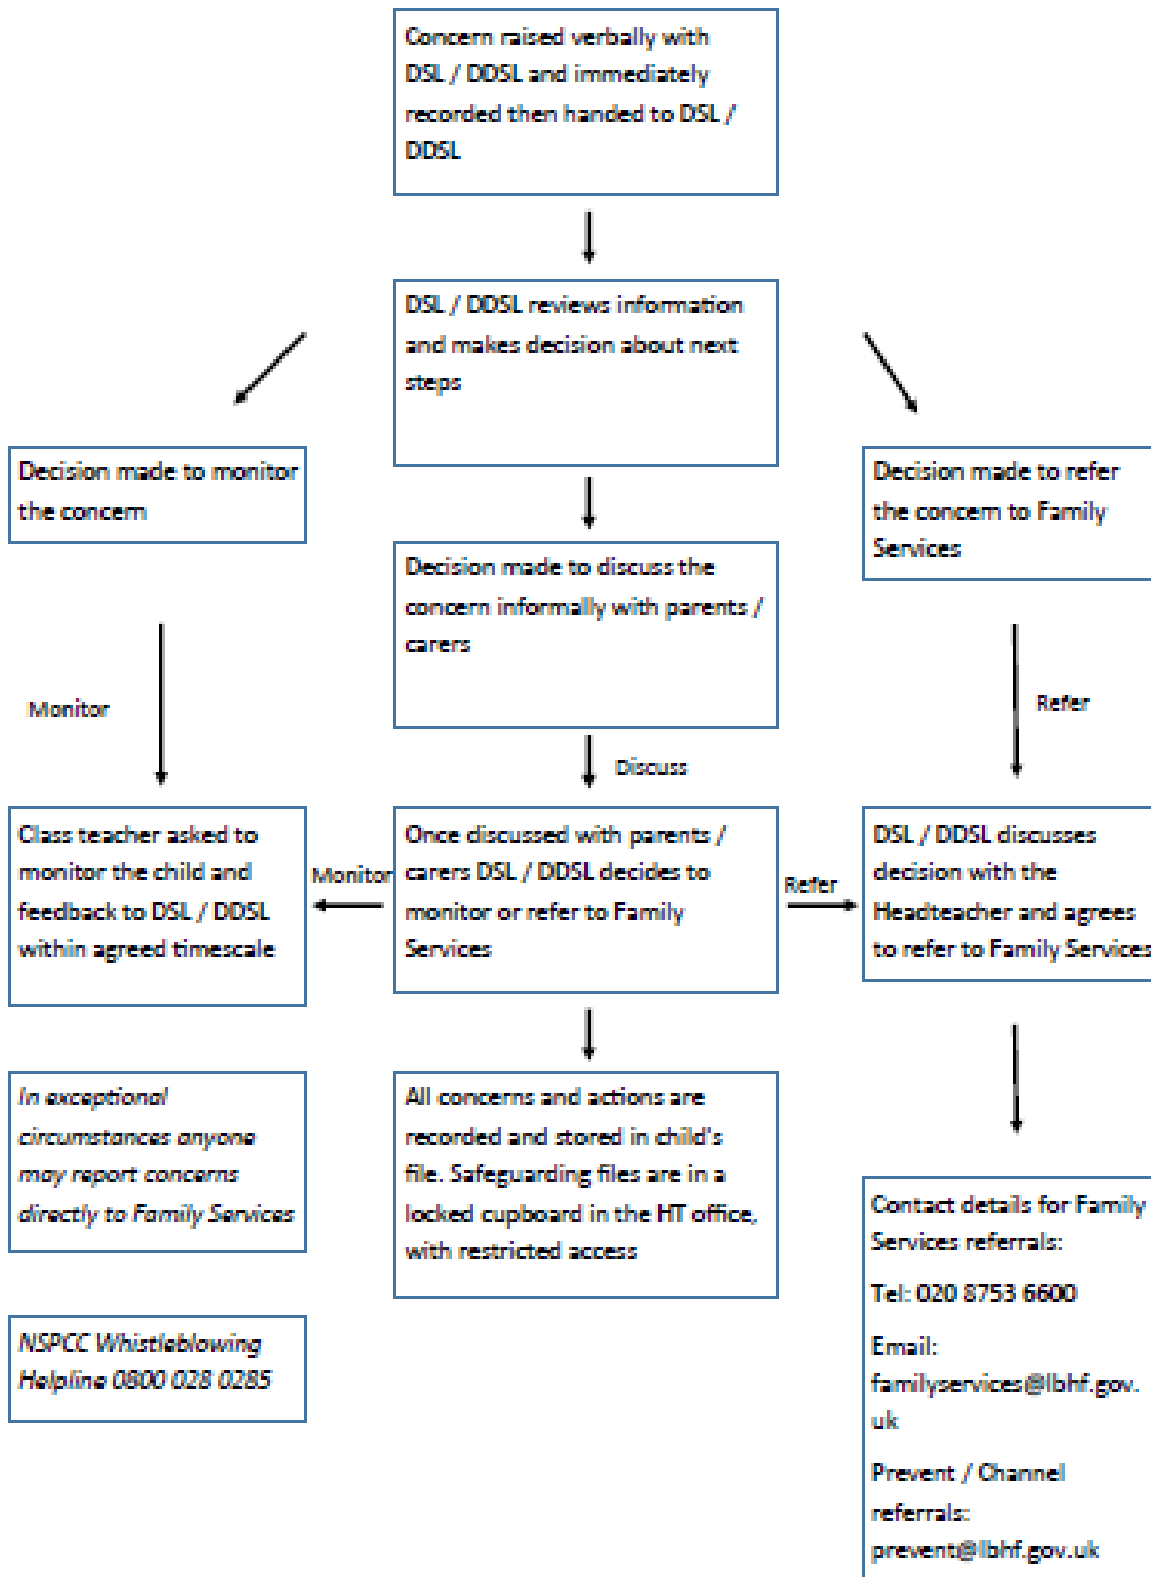 Concern raised verbally with
DSL / DDSL and immediately
recorded then handed to DSL /
DDSL
DSL / DDSL reviews information
and makes decision about next
steps
Decision made to monitor
the concern
Decision made to discuss the
concern informally with parents /
carers
Decision made to refer
the concern to Family
Services
Monitor
Discuss
Refer
Class teacher asked to
monitor the child and
feedback to DSL / DDSL
within agreed timescale
Monitor
Once discussed with parents /
carers DSL / DDSL decides to
monitor or refer to Family
Services
Refer
DSL / DDSL discusses
decision with the
Headteacher and agrees
to refer to Family Services
In exceptional
circumstances anyone
may report concerns
directly to Family Services
All concerns and actions are
recorded and stored in child's
file. Safeguarding files are in a
locked cupboard in the HT office,
with restricted access
Contact details for Family
Services referrals:
Tel: 020 8753 6600
Email:
familyservices@lbhf.gov.
uk
Prevent / Channel
referrals:
prevent@lbhf.gov.uk
NSPCC Whistleblowing
Helpline 0800 028 0285